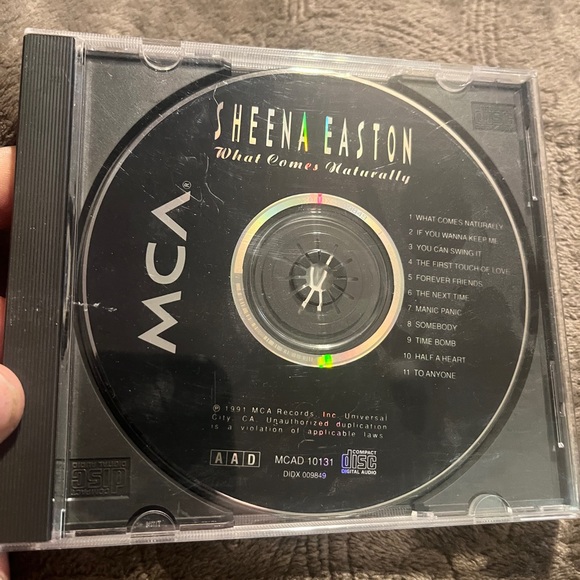 SHEENA EASTON
What Comes Naturally
MCA®
1 WHAT COMES NATURALLY
2 IF YOU WANNA KEEP ME
3 YOU CAN SWING IT
4 THE FIRST TOUCH OF LOVE
5 FOREVER FRIENDS
6 THE NEXT TIME
7 MANIC PANIC
8 SOMEBODY
9 TIME BOMB
10 HALF A HEART
11 TO ANYONE
℗ 1991 MCA Records, Inc. Universal
City, CA. Unauthorized duplication
is a violation of applicable laws
AAD
MCAD 10131
DIDX 009849
COMPACT
disc
DIGITAL AUDIO